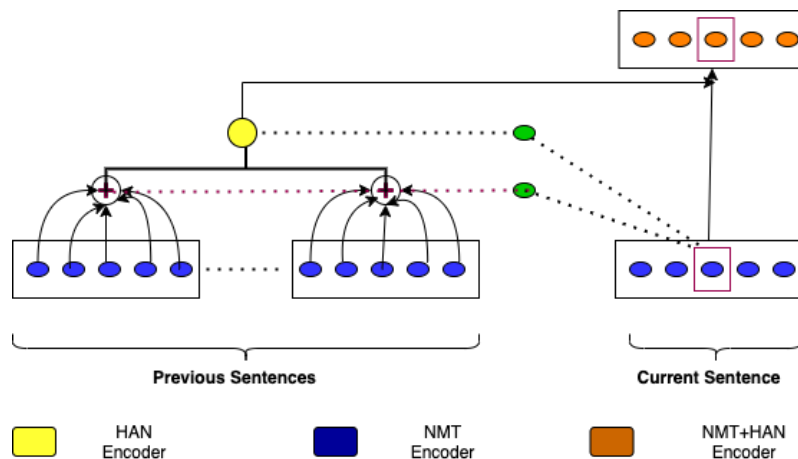 Previous Sentences
Current Sentence
HAN
Encoder
NMT
Encoder
NMT+HAN
Encoder